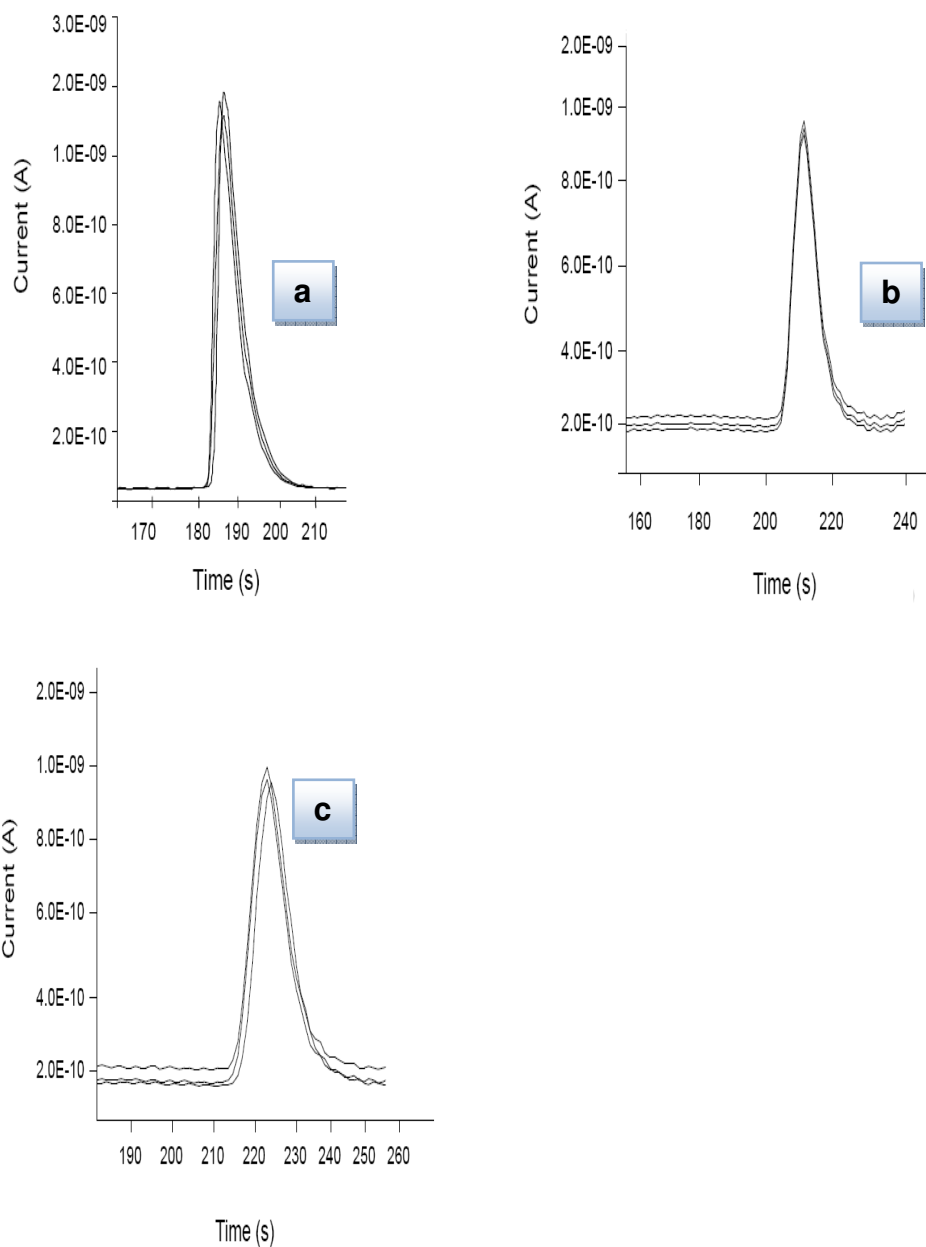 3.0E-09
2.0E-09
1.0E-09
8.0E-10
6.0E-10
4.0E-10
2.0E-10
Current (A)
a
170 180 190 200 210
Time (s)
2.0E-09
1.0E-09
8.0E-10
6.0E-10
4.0E-10
2.0E-10
Current (A)
b
160 180 200 220 240
Time (s)
2.0E-09
1.0E-09
8.0E-10
6.0E-10
4.0E-10
2.0E-10
Current (A)
c
190 200 210 220 230 240 250 260
Time (s)